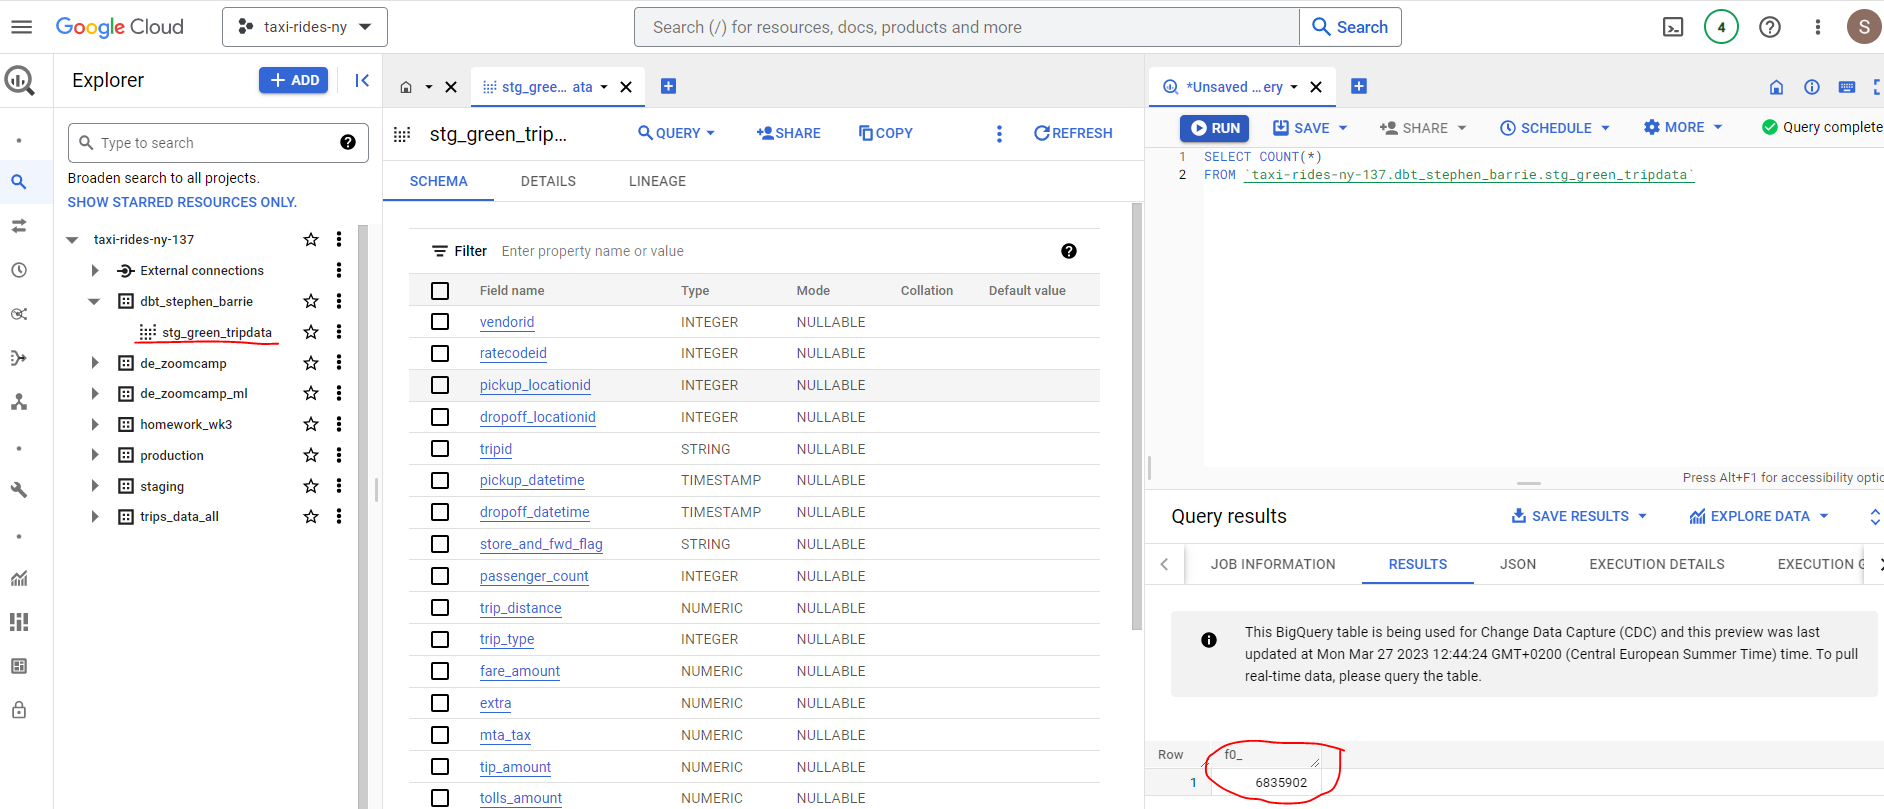 Google Cloud
taxi-rides-ny
Search (/) for resources, docs, products and more
Search
4
S
Explorer
+ ADD
Type to search
Broaden search to all projects.
SHOW STARRED RESOURCES ONLY.
taxi-rides-ny-137
External connections
dbt_stephen_barrie
stg_green_tripdata
de_zoomcamp
de_zoomcamp_ml
homework_wk3
production
staging
trips_data_all
stg_gree... ata
stg_green_trip...
QUERY
SHARE
COPY
REFRESH
SCHEMA
DETAILS
LINEAGE
Filter Enter property name or value
Field name Type Mode Collation Default value
vendorid INTEGER NULLABLE
ratecodeid INTEGER NULLABLE
pickup_locationid INTEGER NULLABLE
dropoff_locationid INTEGER NULLABLE
tripid STRING NULLABLE
pickup_datetime TIMESTAMP NULLABLE
dropoff_datetime TIMESTAMP NULLABLE
store_and_fwd_flag STRING NULLABLE
passenger_count INTEGER NULLABLE
trip_distance NUMERIC NULLABLE
trip_type INTEGER NULLABLE
fare_amount NUMERIC NULLABLE
extra NUMERIC NULLABLE
mta_tax NUMERIC NULLABLE
tip_amount NUMERIC NULLABLE
tolls_amount NUMERIC NULLABLE
*Unsaved ...ery
RUN
SAVE
SHARE
SCHEDULE
MORE
Query complete
1 SELECT COUNT(*)
2 FROM `taxi-rides-ny-137.dbt_stephen_barrie.stg_green_tripdata`
Press Alt+F1 for accessibility optio
Query results
SAVE RESULTS
EXPLORE DATA
JOB INFORMATION
RESULTS
JSON
EXECUTION DETAILS
EXECUTION G
This BigQuery table is being used for Change Data Capture (CDC) and this preview was last
updated at Mon Mar 27 2023 12:44:24 GMT+0200 (Central European Summer Time) time. To pull
real-time data, please query the table.
Row f0_
1 6835902